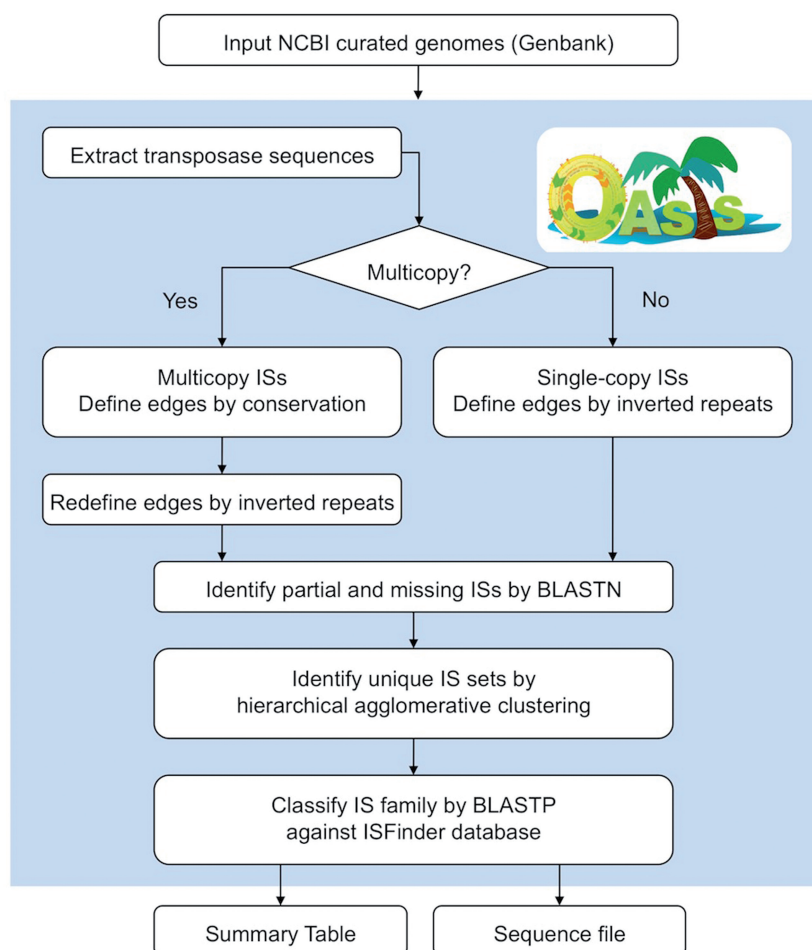 Input NCBI curated genomes (Genbank)
Extract transposase sequences
OASIS
Multicopy?
Yes
No
Multicopy ISs
Define edges by conservation
Single-copy ISs
Define edges by inverted repeats
Redefine edges by inverted repeats
Identify partial and missing ISs by BLASTN
Identify unique IS sets by
hierarchical agglomerative clustering
Classify IS family by BLASTP
against ISFinder database
Summary Table
Sequence file